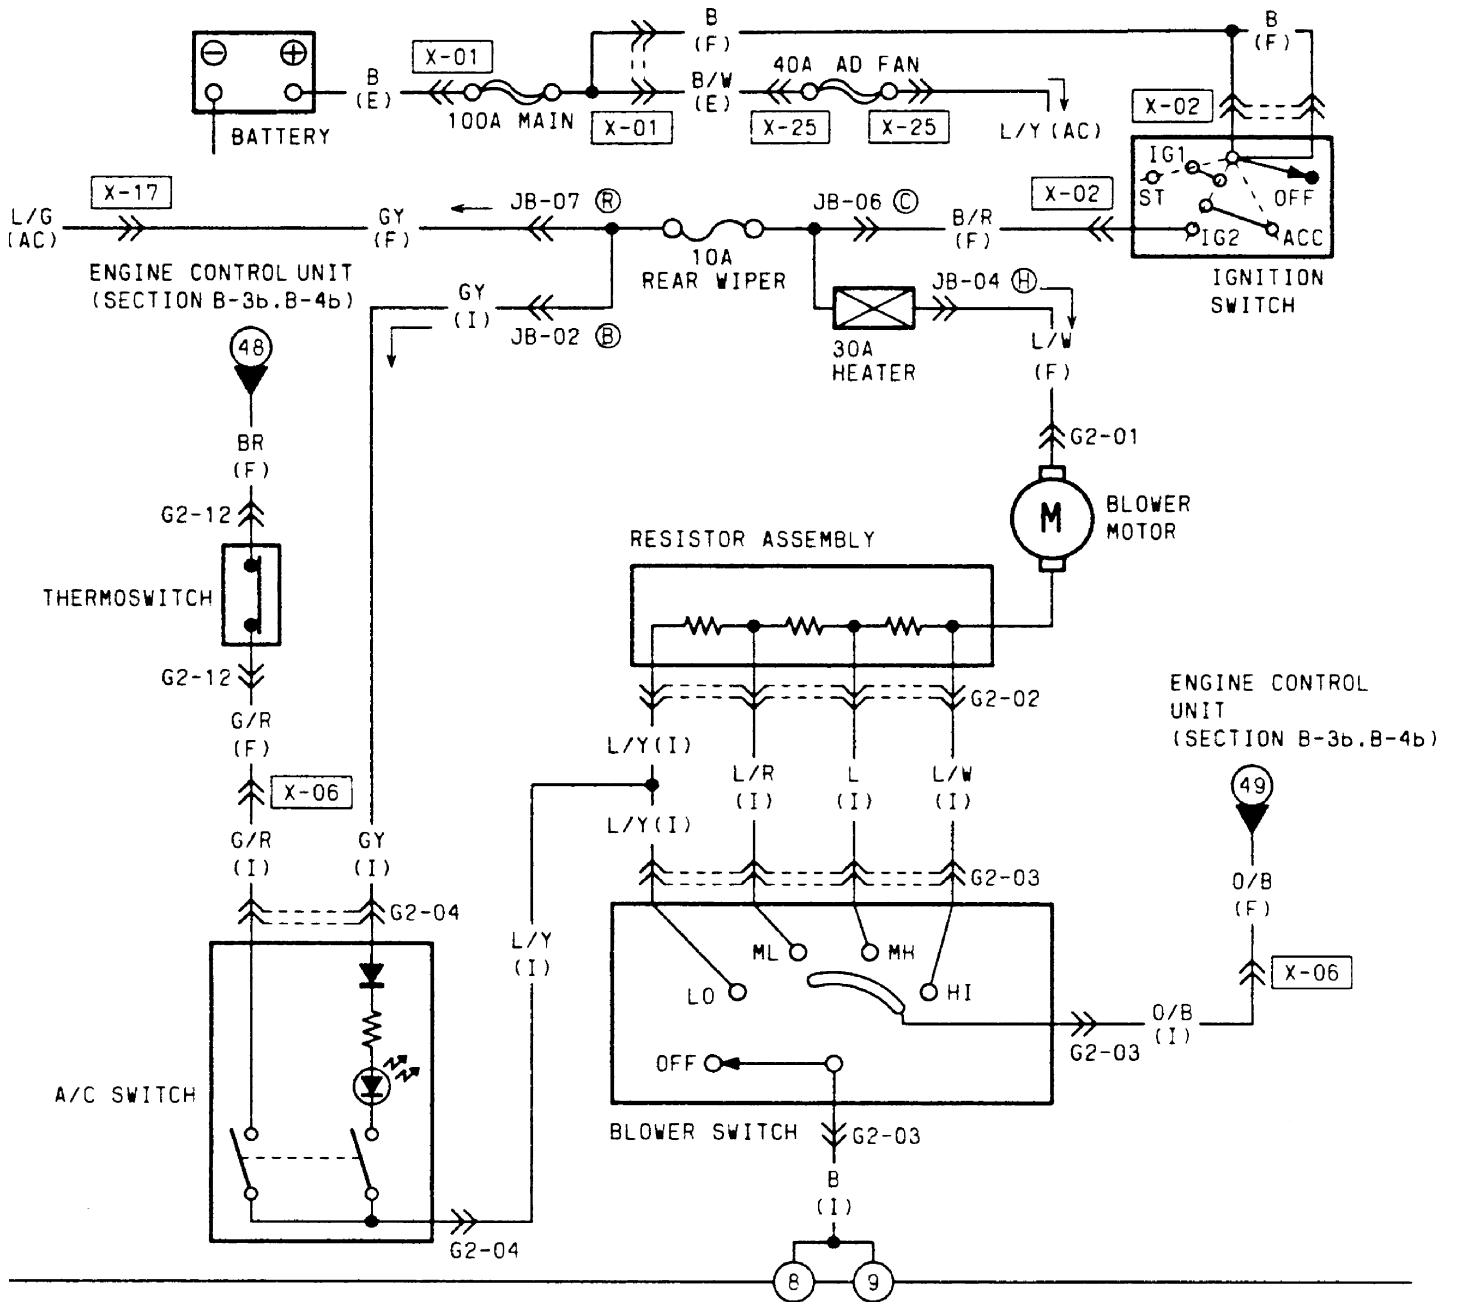 B
(F)
B
(F)
X-01
B
(E)
100A MAIN
X-01
B/W
(E)
40A AD FAN
X-25
X-25
L/Y (AC)
X-02
BATTERY
IG1
ST
OFF
IG2
ACC
IGNITION
SWITCH
X-17
L/G
(AC)
GY
(F)
JB-07 R
10A
REAR WIPER
JB-06 C
B/R
(F)
X-02
ENGINE CONTROL UNIT
(SECTION B-3b.B-4b)
GY
(I)
JB-02 B
30A
HEATER
JB-04 H
L/W
(F)
48
BR
(F)
G2-12
THERMOSWITCH
G2-12
G/R
(F)
X-06
G/R
(I)
GY
(I)
G2-04
G2-01
M
BLOWER
MOTOR
RESISTOR ASSEMBLY
G2-02
L/Y(I)
L/R
(I)
L
(I)
L/W
(I)
L/Y(I)
G2-03
ENGINE CONTROL
UNIT
(SECTION B-3b.B-4b)
49
O/B
(F)
X-06
L/Y
(I)
ML
MH
LO
HI
O/B
(I)
G2-03
OFF
A/C SWITCH
BLOWER SWITCH
G2-03
B
(I)
G2-04
8
9